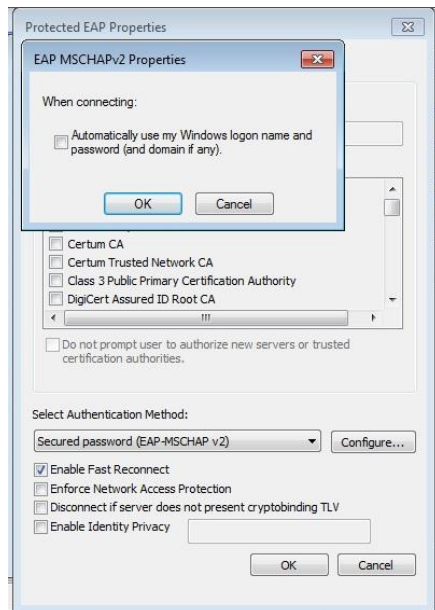 Protected EAP Properties
EAP MSCHAPv2 Properties
When connecting:
Automatically use my Windows logon name and
password (and domain if any).
OK Cancel
Certum CA
Certum Trusted Network CA
Class 3 Public Primary Certification Authority
DigiCert Assured ID Root CA
Do not prompt user to authorize new servers or trusted
certification authorities.
Select Authentication Method:
Secured password (EAP-MSCHAP v2) Configure...
Enable Fast Reconnect
Enforce Network Access Protection
Disconnect if server does not present cryptobinding TLV
Enable Identity Privacy
OK Cancel